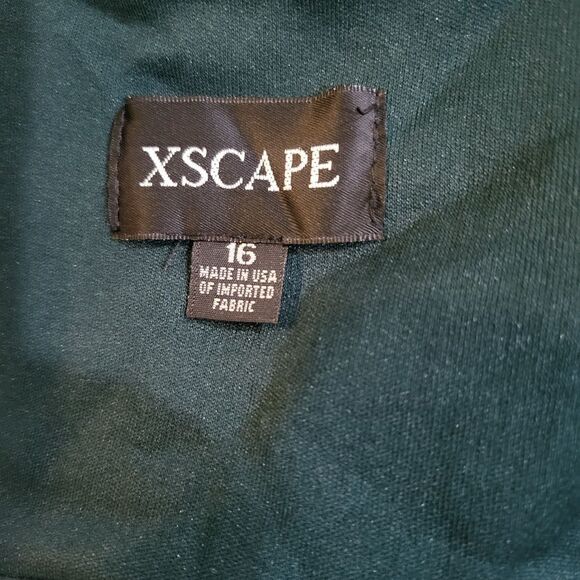 XSCAPE
16
MADE IN USA
OF IMPORTED
FABRIC